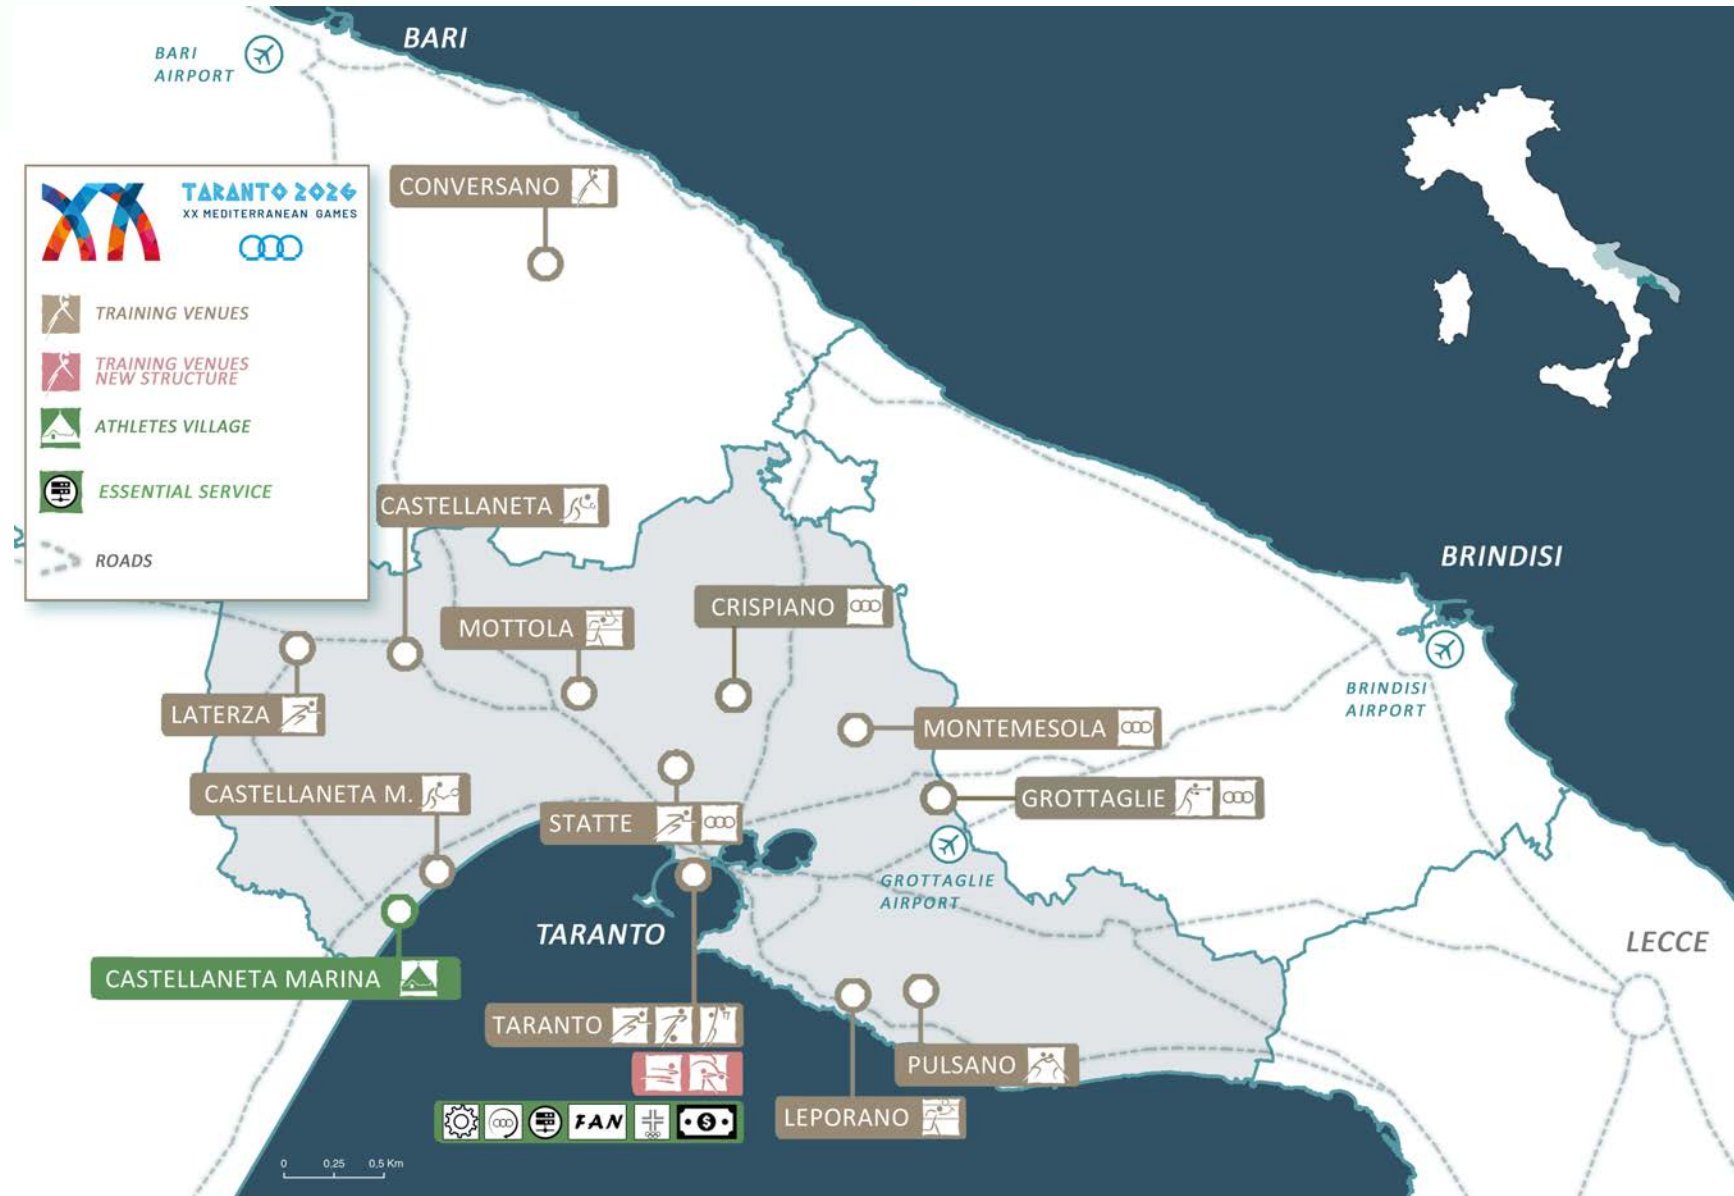 BARI
BARI
AIRPORT
TARANTO 2026
XX MEDITERRANEAN GAMES
TRAINING VENUES
TRAINING VENUES
NEW STRUCTURE
ATHLETES VILLAGE
ESSENTIAL SERVICE
ROADS
CONVERSANO
CASTELLANETA
MOTTOLA
CRISPIANO
BRINDISI
BRINDISI
AIRPORT
LATERZA
MONTEMESOLA
CASTELLANETA M.
STATTE
GROTTAGLIE
GROTTAGLIE
AIRPORT
TARANTO
LECCE
CASTELLANETA MARINA
TARANTO
PULSANO
LEPORANO
FAN
$
0 0,25 0,5 Km